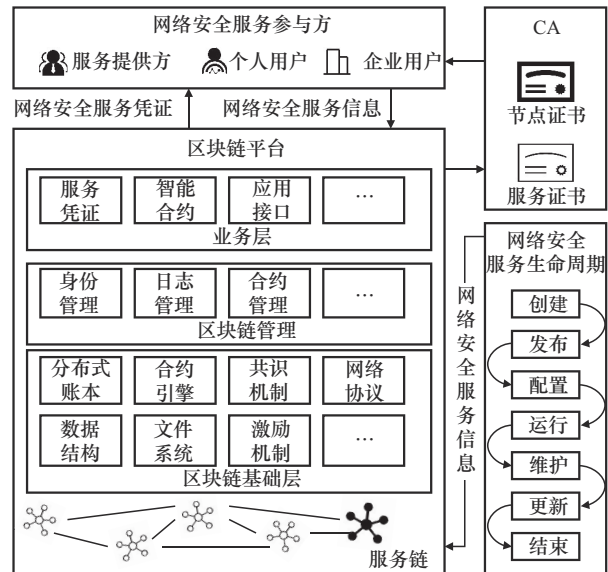 网络安全服务参与方
服务提供方
个人用户
企业用户
网络安全服务凭证
网络安全服务信息
CA
节点证书
服务证书
区块链平台
服务
凭证
智能
合约
应用
接口
…
业务层
身份
管理
日志
管理
合约
管理
…
区块链管理
分布式
账本
合约
引擎
共识
机制
网络
协议
数据
结构
文件
系统
激励
机制
…
区块链基础层
服务链
网络安全服务信息
网络安全
服务生命周期
创建
发布
配置
运行
维护
更新
结束